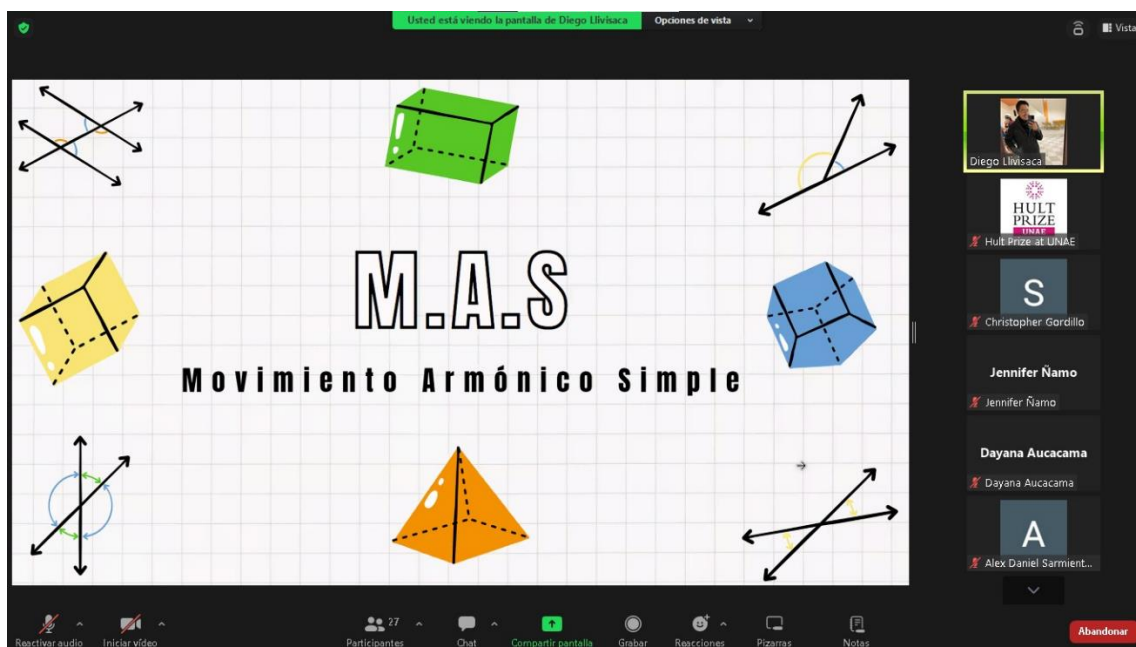 Usted está viendo la pantalla de Diego Llivisaca
Opciones de vista
Vista
M.A.S
Movimiento Armónico Simple
Diego Llivisaca
HULT
PRIZE
UNAE
Hult Prize at UNAE
S
Christopher Gordillo
Jennifer Ñamo
Jennifer Ñamo
Dayana Aucacama
Dayana Aucacama
A
Alex Daniel Sarmient...
Reactivar audio
Iniciar vídeo
27
Participantes
Chat
Compartir pantalla
Grabar
Reacciones
Pizarras
Notas
Abandonar